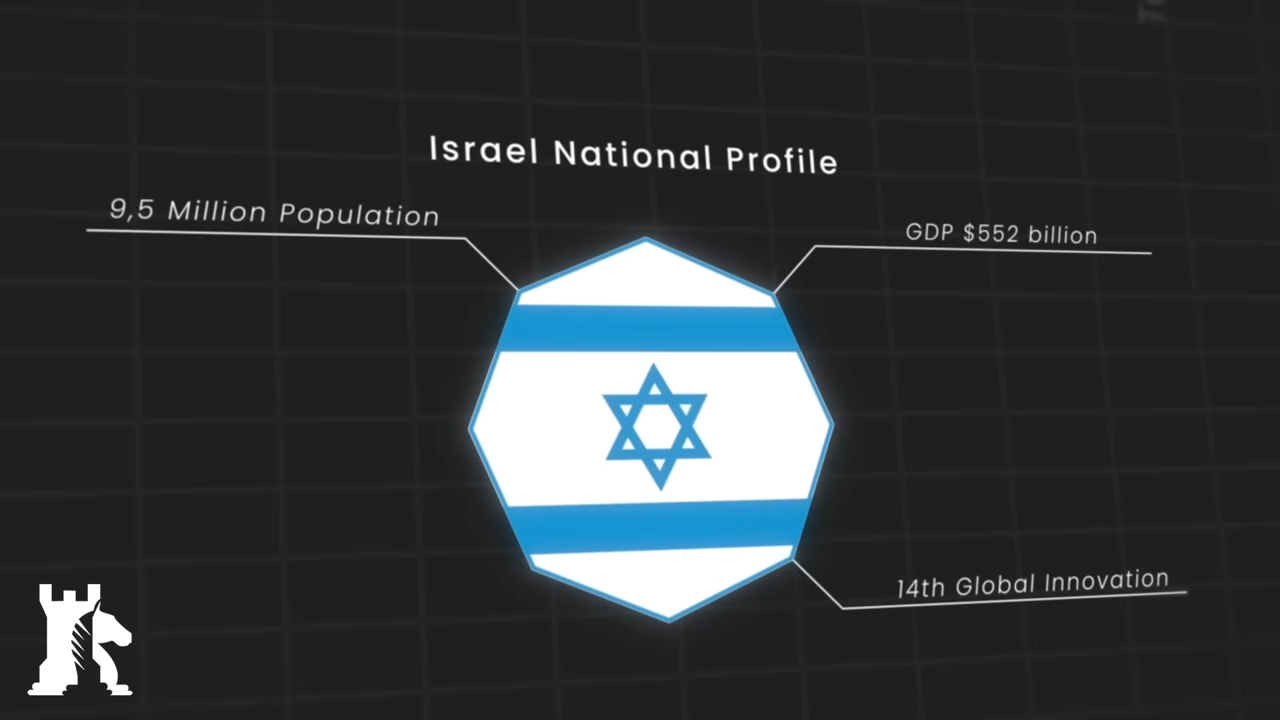 Israel National Profile
9,5 Million Population
GDP $552 billion
14th Global Innovation